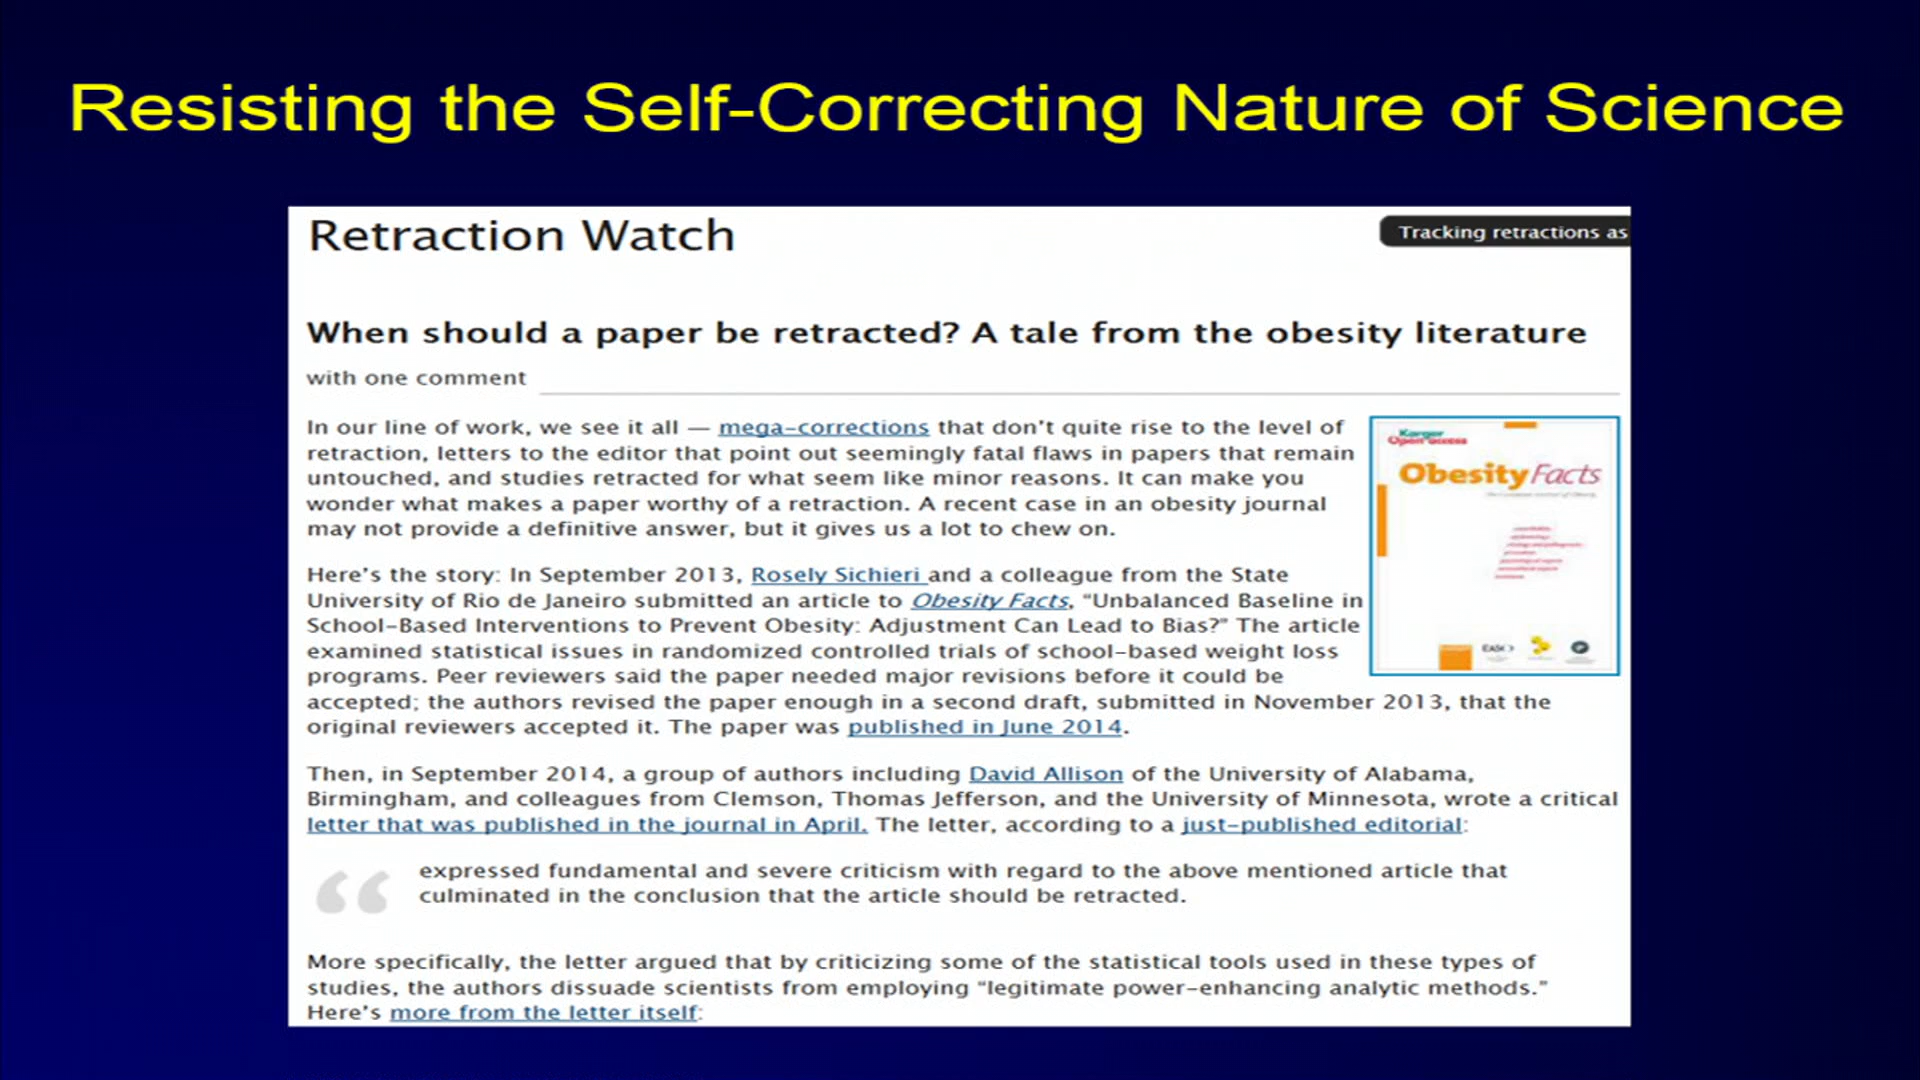 Resisting the Self-Correcting Nature of Science
Retraction Watch
Tracking retractions as
When should a paper be retracted? A tale from the obesity literature
with one comment
In our line of work, we see it all — mega-corrections that don't quite rise to the level of
retraction, letters to the editor that point out seemingly fatal flaws in papers that remain
untouched, and studies retracted for what seem like minor reasons. It can make you
wonder what makes a paper worthy of a retraction. A recent case in an obesity journal
may not provide a definitive answer, but it gives us a lot to chew on.
Karger
Open access
Obesity Facts
Here's the story: In September 2013, Rosely Sichieri and a colleague from the State
University of Rio de Janeiro submitted an article to Obesity Facts, "Unbalanced Baseline in
School-Based Interventions to Prevent Obesity: Adjustment Can Lead to Bias?" The article
examined statistical issues in randomized controlled trials of school-based weight loss
programs. Peer reviewers said the paper needed major revisions before it could be
accepted; the authors revised the paper enough in a second draft, submitted in November 2013, that the
original reviewers accepted it. The paper was published in June 2014.
Then, in September 2014, a group of authors including David Allison of the University of Alabama,
Birmingham, and colleagues from Clemson, Thomas Jefferson, and the University of Minnesota, wrote a critical
letter that was published in the journal in April. The letter, according to a just-published editorial:
“ expressed fundamental and severe criticism with regard to the above mentioned article that
culminated in the conclusion that the article should be retracted.
More specifically, the letter argued that by criticizing some of the statistical tools used in these types of
studies, the authors dissuade scientists from employing "legitimate power-enhancing analytic methods."
Here's more from the letter itself: